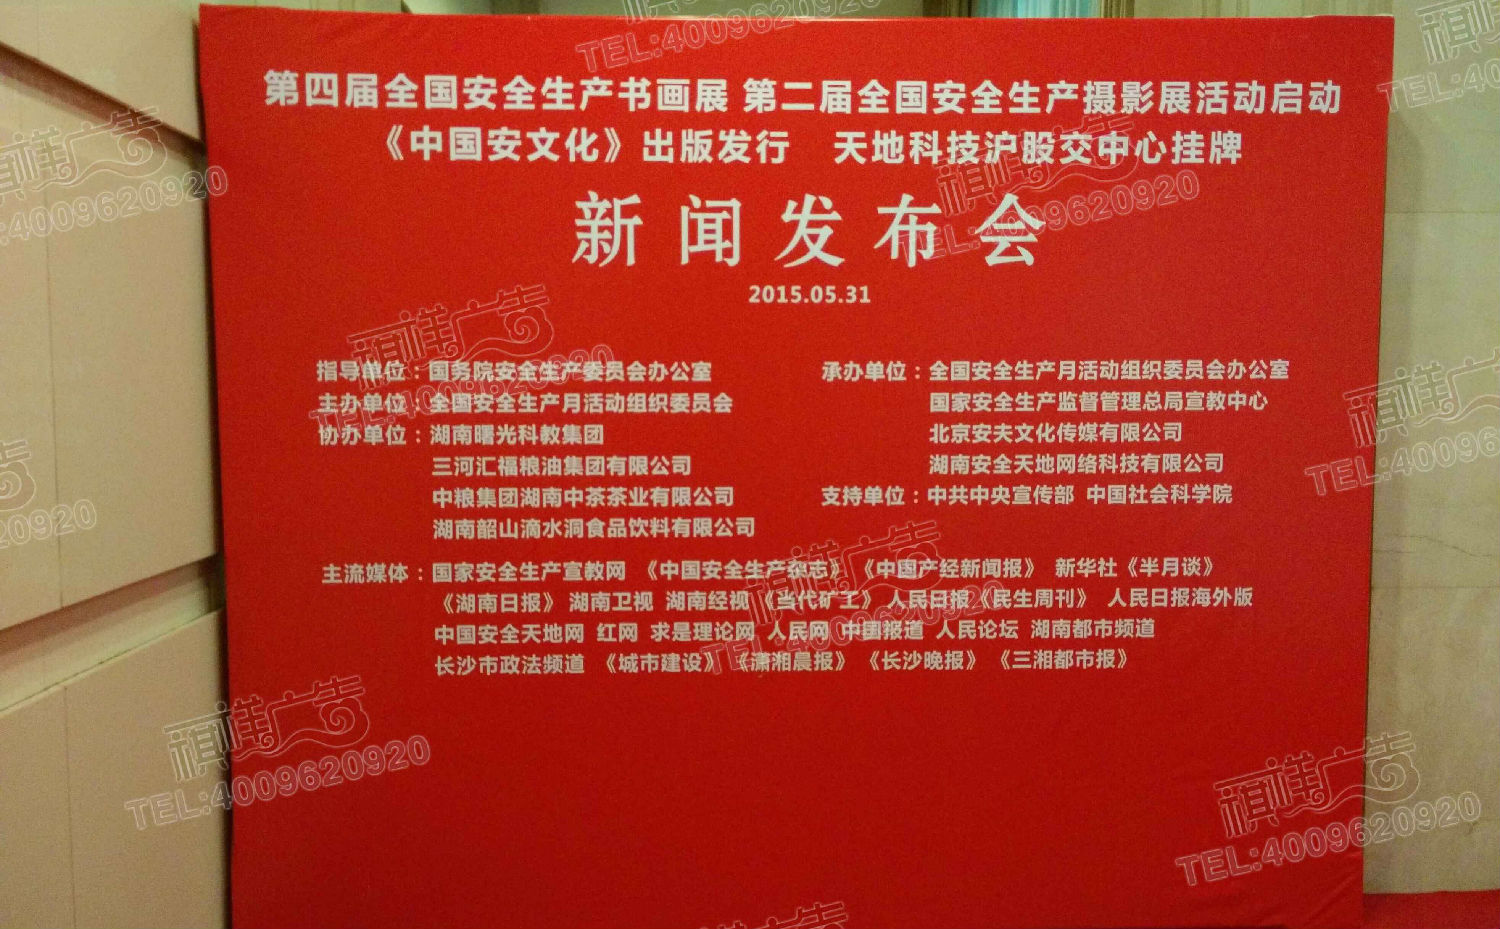 第四届全国安全生产书画展 第二届全国安全生产摄影展活动启动
《中国安文化》出版发行 天地科技沪股交中心挂牌
新闻发布会
2015.05.31
指导单位：国务院安全生产委员会办公室
主办单位 全国安全生产月活动组织委员会
协办单位：湖南曙光科教集团
三河汇福粮油集团有限公司
中粮集团湖南中茶茶业有限公司
湖南韶山滴水洞食品饮料有限公司
承办单位：全国安全生产月活动组织委员会办公室
国家安全生产监督管理总局宣教中心
北京安夫文化传媒有限公司
湖南安全天地网络科技有限公司
支持单位：中共中央宣传部 中国社会科学院
主流媒体：国家安全生产宣教网 《中国安全生产杂志》 《中国产经新闻报》 新华社《半月谈》
《湖南日报》 湖南卫视 湖南经视 《当代矿工》 人民日报《民生周刊》 人民日报海外版
中国安全天地网 红网 求是理论网 人民网 中国报道 人民论坛 湖南都市频道
长沙市政法频道 《城市建设》 《潇湘晨报》 《长沙晚报》 《三湘都市报》
祺祥广告
TEL:4009620920